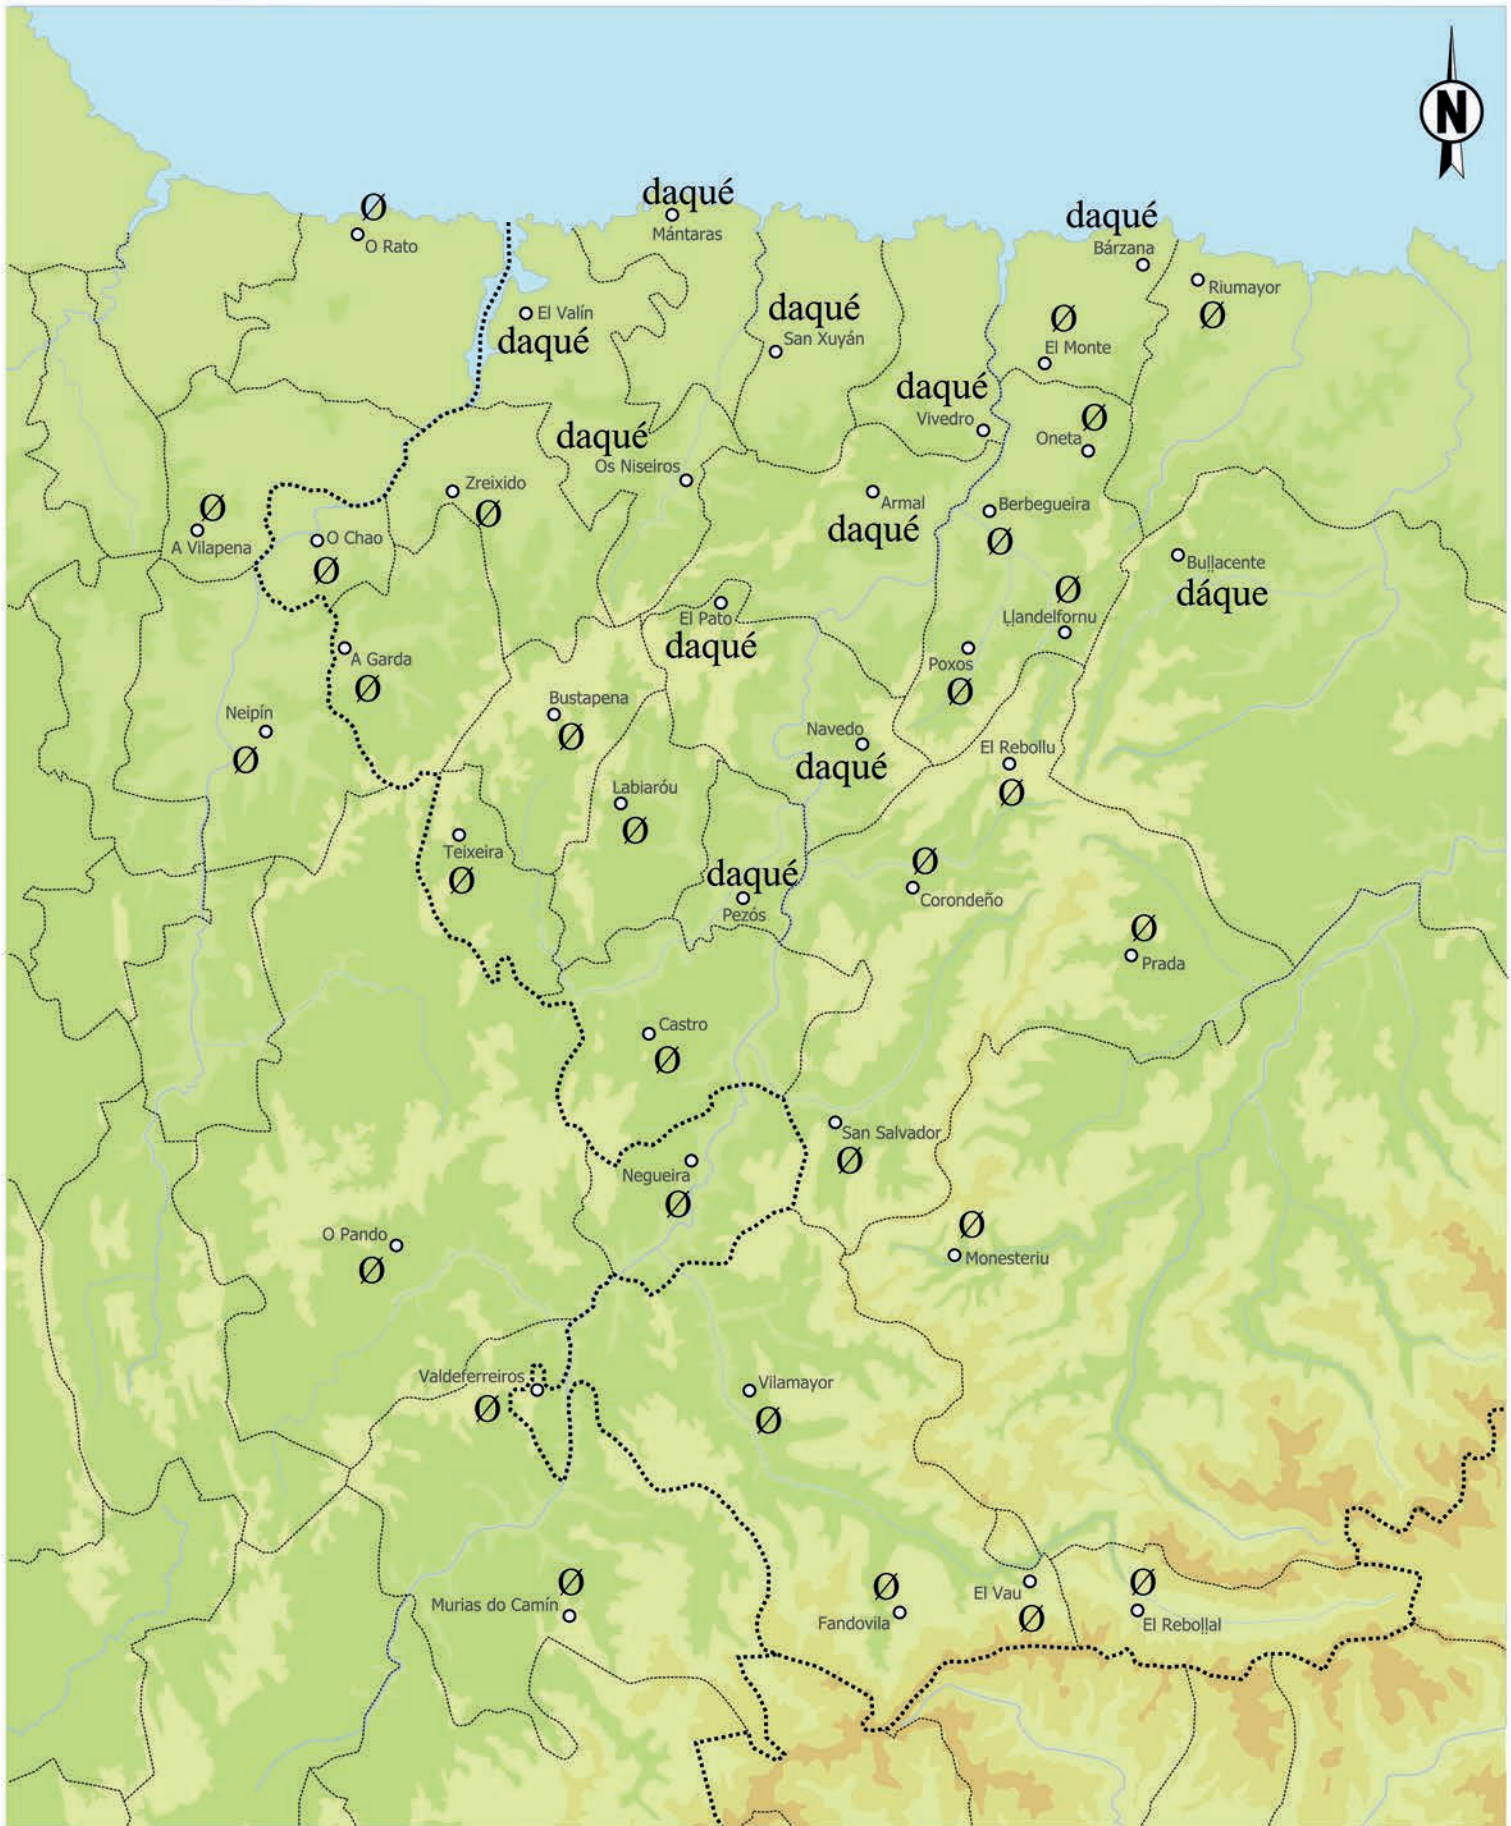 N
daqué
Mántaras
Ø
O Rato
daqué
Bárzana
Riumayor
Ø
El Valín
daqué
daqué
San Xuyán
Ø
El Monte
daqué
Vivedro
Ø
Oneta
daqué
Os Niseiros
Zreixido
Ø
Armal
daqué
Berbegueira
Ø
Ø
A Vilapena
O Chao
Ø
Buḷḷacente
dáque
Ø
Ḷḷandelfornu
El Pato
daqué
A Garda
Ø
Poxos
Ø
Bustapena
Ø
Neipín
Ø
Navedo
daqué
El Rebollu
Ø
Labiaróu
Ø
Teixeira
Ø
daqué
Pezós
Ø
Corondeño
Ø
Prada
Castro
Ø
San Salvador
Ø
Negueira
Ø
O Pando
Ø
Ø
Monesteriu
Valdeferreiros
Ø
Vilamayor
Ø
Ø
Murias do Camín
Ø
Fandovila
El Vau
Ø
Ø
El Reboḷḷal